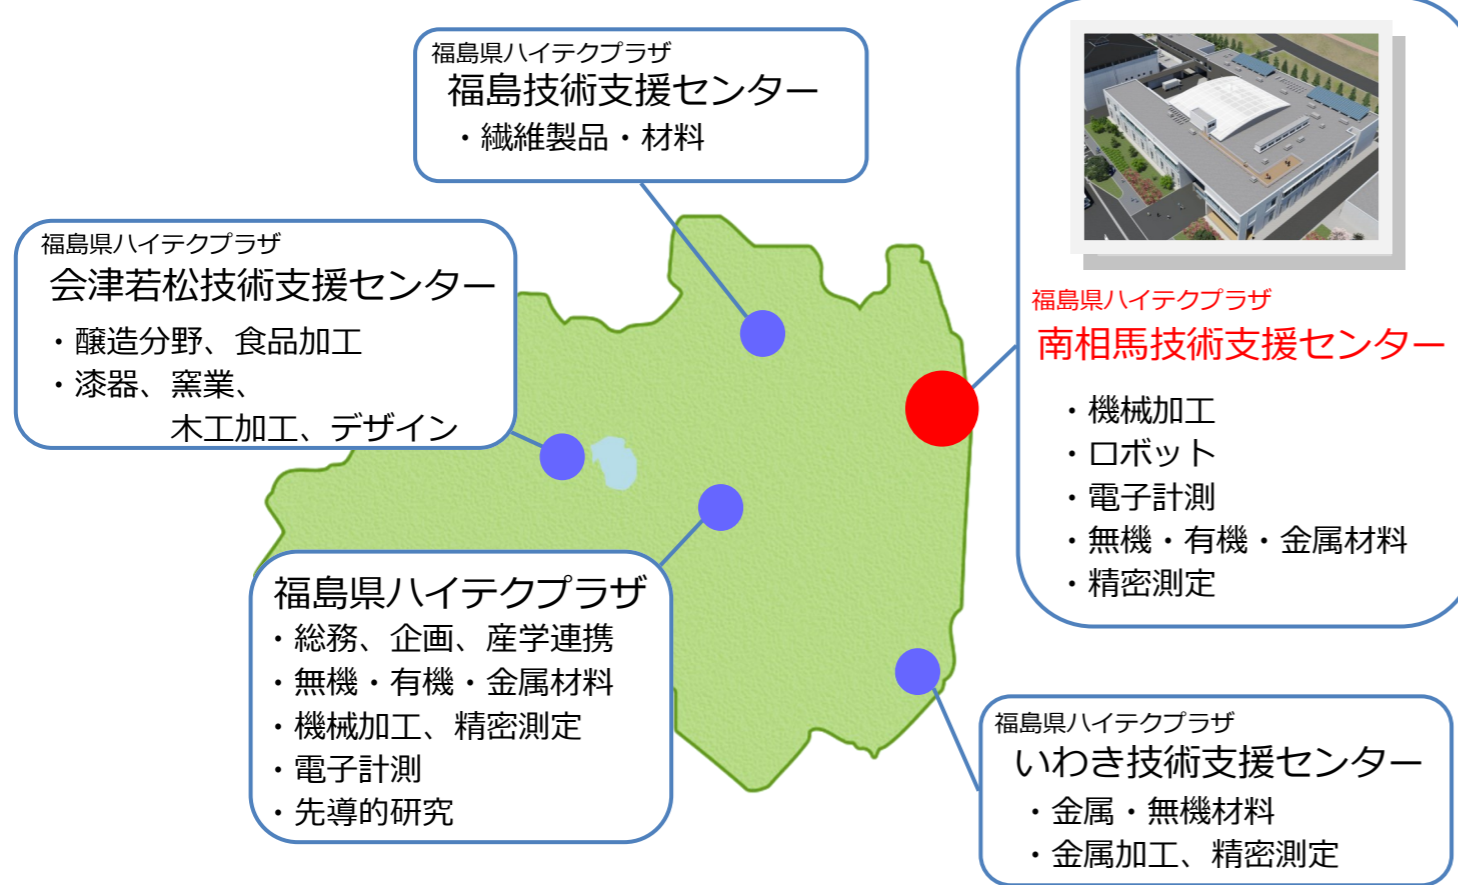 福島県ハイテクプラザ
福島技術支援センター
・繊維製品・材料
福島県ハイテクプラザ
会津若松技術支援センター
・醸造分野、食品加工
・漆器、窯業、
木工加工、デザイン
福島県ハイテクプラザ
南相馬技術支援センター
・機械加工
・ロボット
・電子計測
・無機・有機・金属材料
・精密測定
福島県ハイテクプラザ
・総務、企画、産学連携
・無機・有機・金属材料
・機械加工、精密測定
・電子計測
・先導的研究
福島県ハイテクプラザ
いわき技術支援センター
・金属・無機材料
・金属加工、精密測定